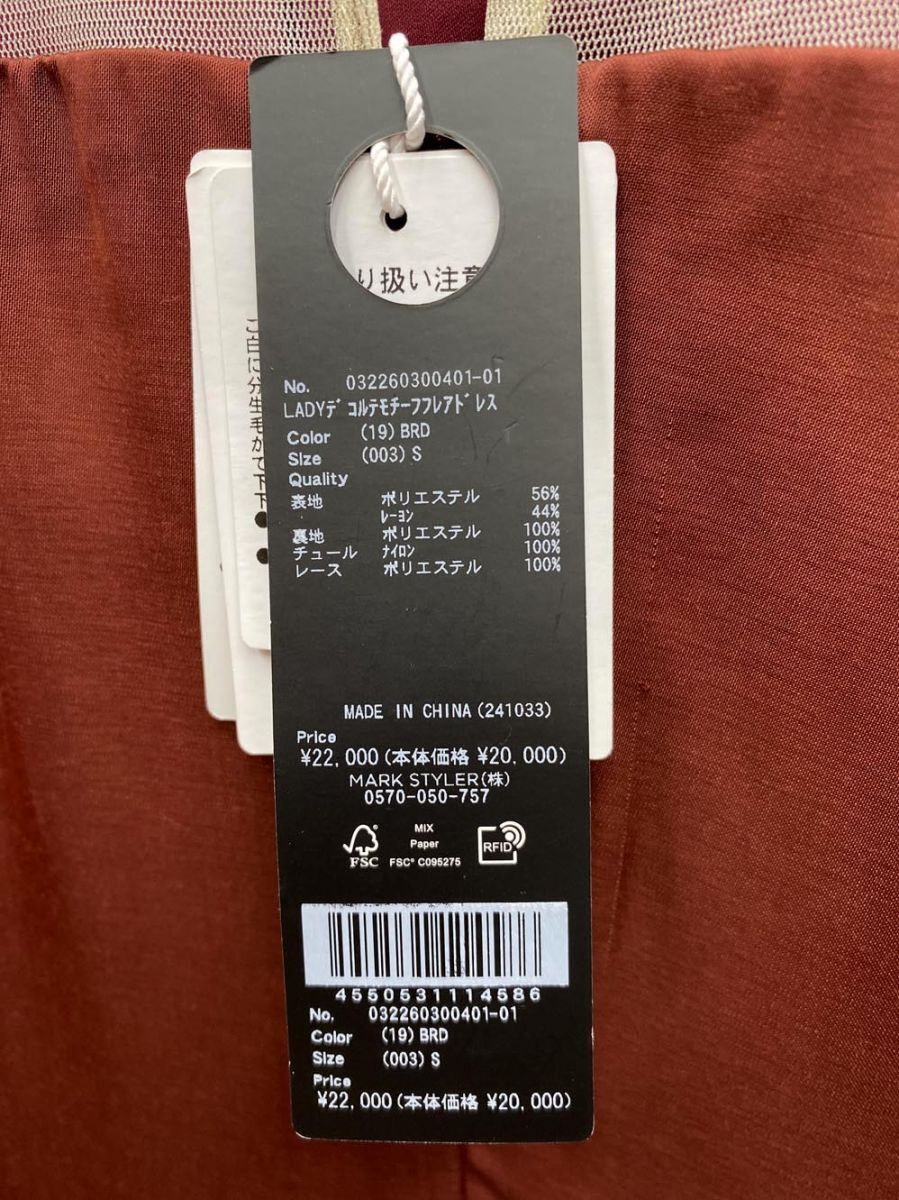 り扱い注意
No. 032260300401-01
LADYﾃﾞｺﾙﾃﾓﾁｰﾌﾌﾚｱﾄﾞﾚｽ
Color (19)BRD
Size (003)S
Quality
表地 ポリエステル 56%
ﾚｰﾖﾝ 44%
裏地 ポリエステル 100%
チュール ﾅｲﾛﾝ 100%
レース ポリエステル 100%
MADE IN CHINA(241033)
Price
¥22,000(本体価格 ¥20,000)
MARK STYLER(株)
0570-050-757
FSC
MIX
Paper
FSC® C095275
RFID
4550531114586
No. 032260300401-01
Color (19)BRD
Size (003)S
Price
¥22,000(本体価格 ¥20,000)